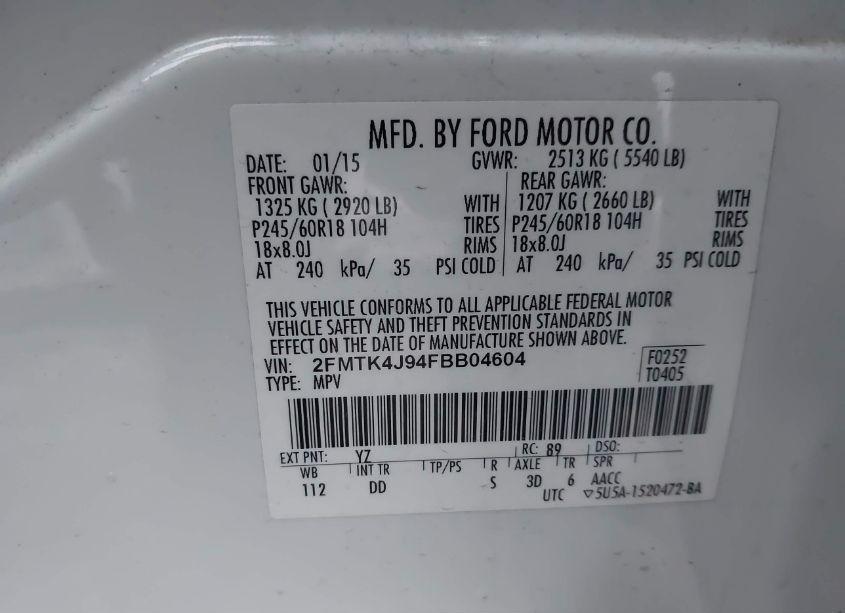 MFD. BY FORD MOTOR CO.
DATE: 01/15 GVWR: 2513 KG ( 5540 LB)
FRONT GAWR: REAR GAWR:
1325 KG ( 2920 LB) WITH 1207 KG ( 2660 LB) WITH
P245/60R18 104H TIRES P245/60R18 104H TIRES
18x8.0J RIMS 18x8.0J RIMS
AT 240 kPa/ 35 PSI COLD AT 240 kPa/ 35 PSI COLD
THIS VEHICLE CONFORMS TO ALL APPLICABLE FEDERAL MOTOR
VEHICLE SAFETY AND THEFT PREVENTION STANDARDS IN
EFFECT ON THE DATE OF MANUFACTURE SHOWN ABOVE.
VIN: 2FMTK4J94FBB04604 F0252
TYPE: MPV T0405
EXT PNT: YZ RC: 89 DSO:
WB INT TR TP/PS R AXLE TR SPR
112 DD S 3D 6 AACC
UTC ▽5U5A-1520472-BA